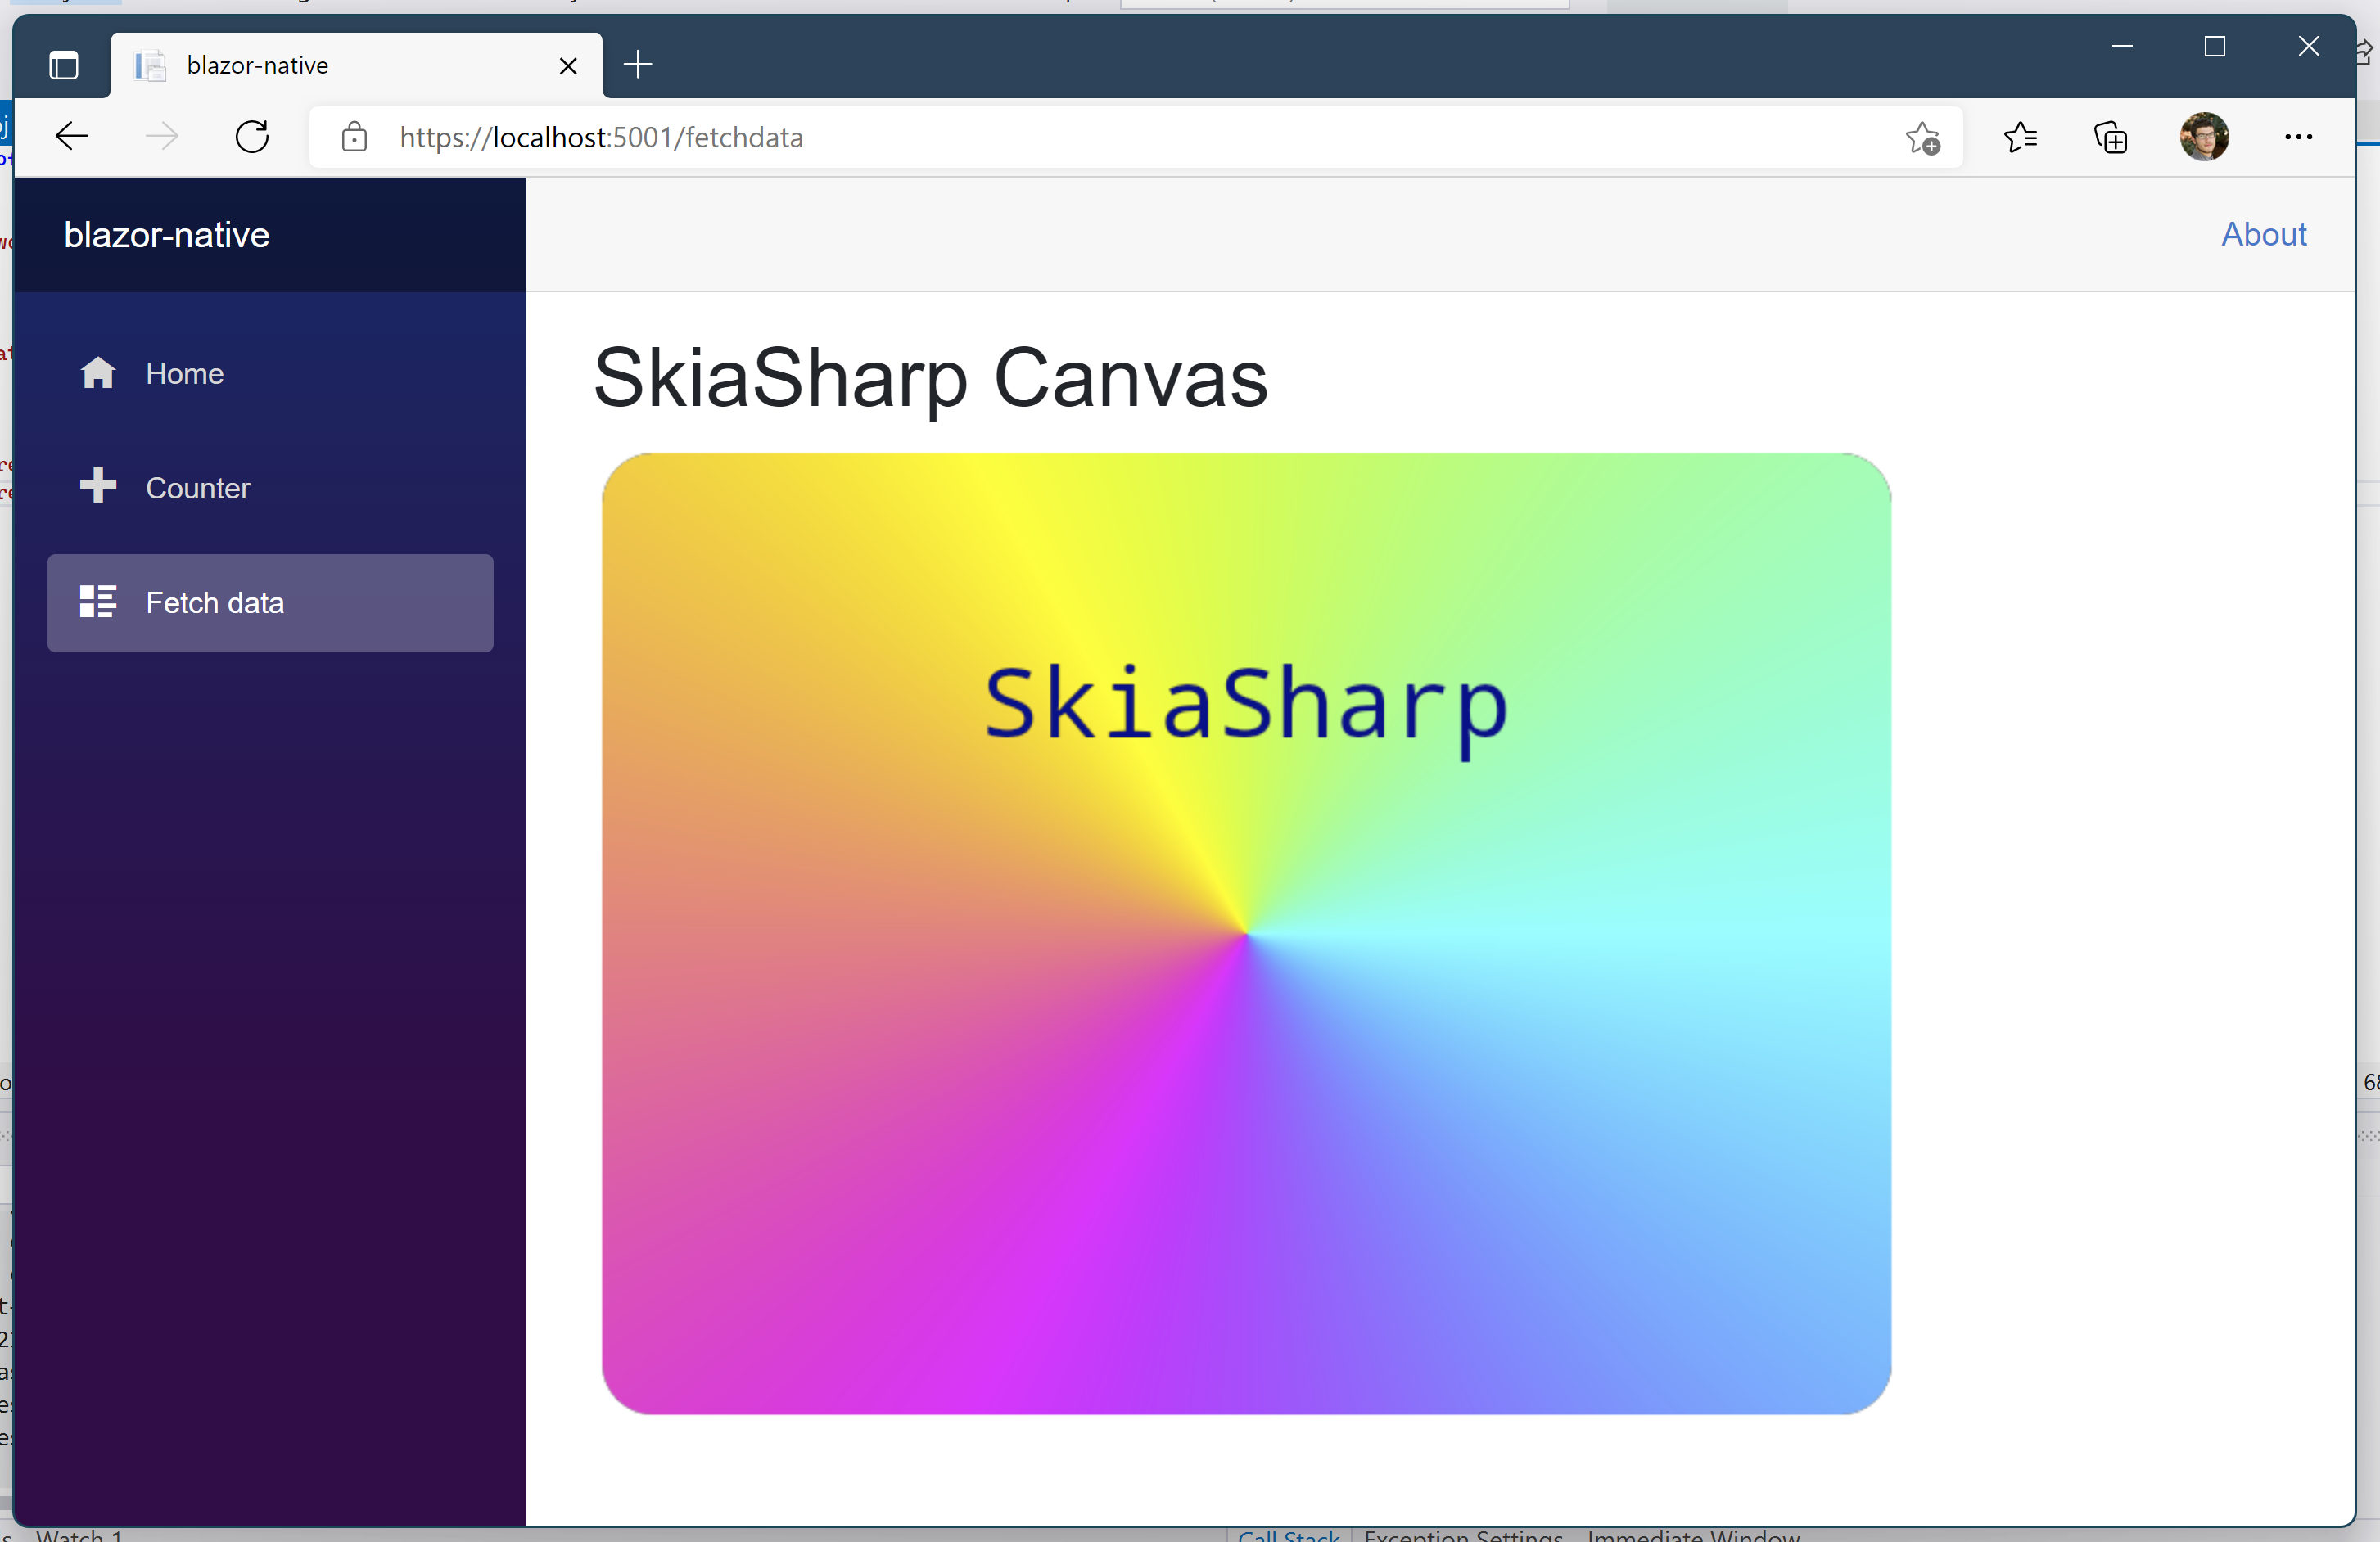 blazor-native
https://localhost:5001/fetchdata
blazor-native
About
Home
Counter
Fetch data
SkiaSharp Canvas
SkiaSharp
Watch 1
Call Stack
Exception Settings
Immediate Window